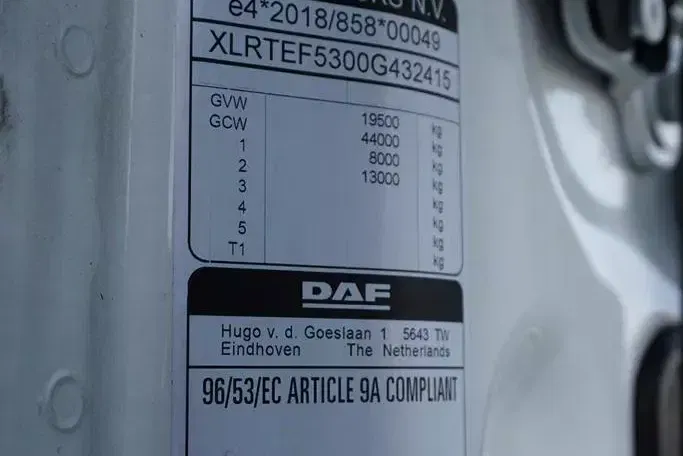 N.V.
e4*2018/858*00049
XLRTEF5300G432415
GVW 19500 kg
GCW 44000 kg
1 8000 kg
2 13000 kg
3 kg
4 kg
5 kg
T1 kg
DAF
Hugo v. d. Goeslaan 1 5643 TW
Eindhoven The Netherlands
96/53/EC ARTICLE 9A COMPLIANT